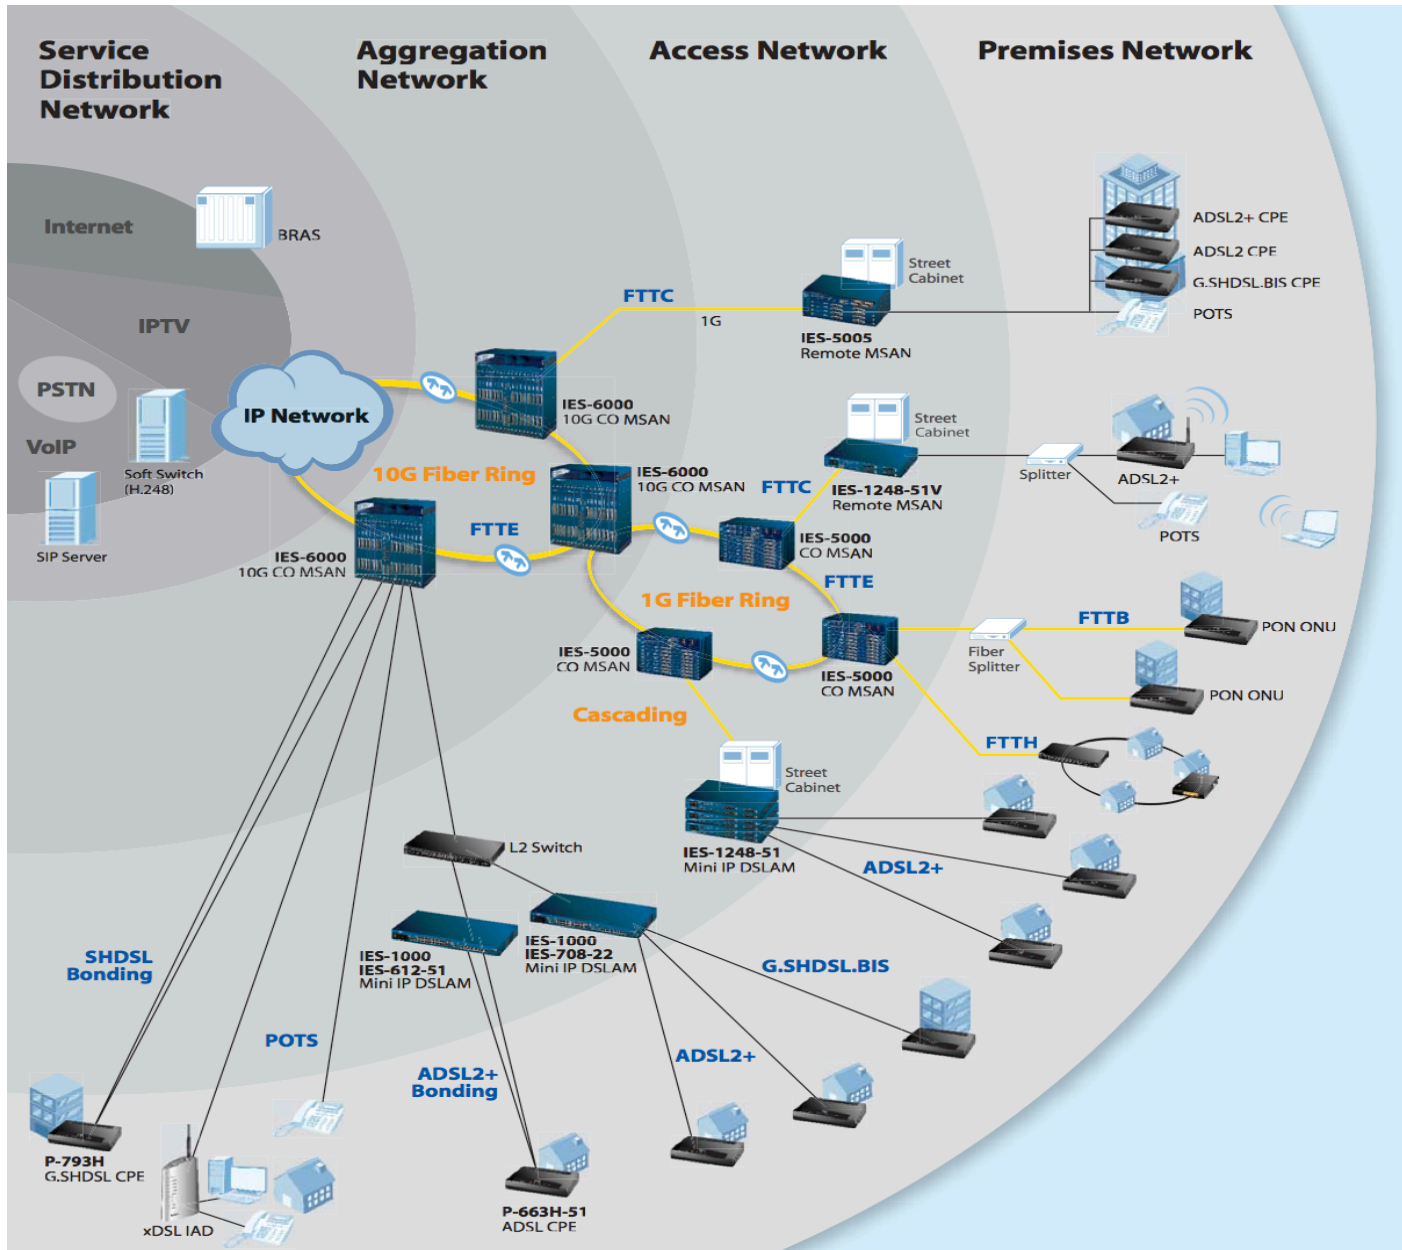 Service
Distribution
Network
Aggregation
Network
Access Network
Premises Network
Internet
BRAS
IPTV
PSTN
VoIP
Soft Switch
(H.248)
SIP Server
IP Network
IES-6000
10G CO MSAN
10G Fiber Ring
IES-6000
10G CO MSAN
FTTE
IES-6000
10G CO MSAN
FTTC
1G
Street
Cabinet
IES-5005
Remote MSAN
ADSL2+ CPE
ADSL2 CPE
G.SHDSL.BIS CPE
POTS
Street
Cabinet
FTTC
IES-1248-51V
Remote MSAN
Splitter
ADSL2+
POTS
IES-5000
CO MSAN
FTTE
1G Fiber Ring
IES-5000
CO MSAN
IES-5000
CO MSAN
Fiber
Splitter
FTTB
PON ONU
PON ONU
FTTH
Cascading
Street
Cabinet
IES-1248-51
Mini IP DSLAM
ADSL2+
L2 Switch
IES-1000
IES-612-51
Mini IP DSLAM
IES-1000
IES-708-22
Mini IP DSLAM
G.SHDSL.BIS
SHDSL
Bonding
POTS
ADSL2+
Bonding
ADSL2+
P-793H
G.SHDSL CPE
xDSL IAD
P-663H-51
ADSL CPE